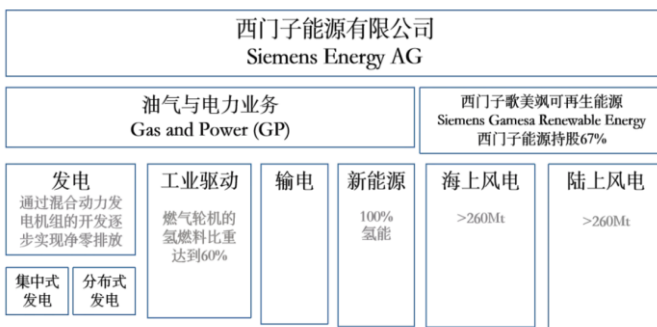 西门子能源有限公司
Siemens Energy AG
油气与电力业务
Gas and Power (GP)
西门子歌美飒可再生能源
Siemens Gamesa Renewable Energy
西门子能源持股67%
发电
通过混合动力发
电机组的开发逐
步实现净零排放
集中式
发电
分布式
发电
工业驱动
燃气轮机的
氢燃料比重
达到60%
输电
新能源
100%
氢能
海上风电
>260Mt
陆上风电
>260Mt